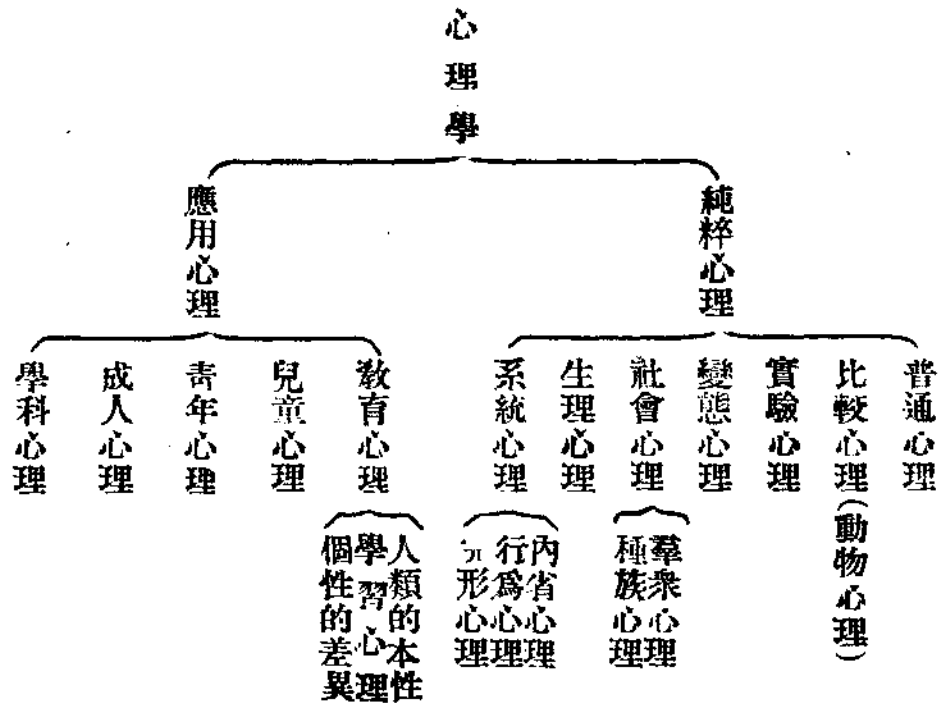 心理學
純粹心理
應用心理
普通心理
比較心理(動物心理)
實驗心理
變態心理
社會心理
生理心理
系統心理
教育心理
兒童心理
青年心理
成人心理
學科心理
羣衆心理
種族心理
內省心理
行爲心理
形心理
人類的本性
學習心理
個性的差異